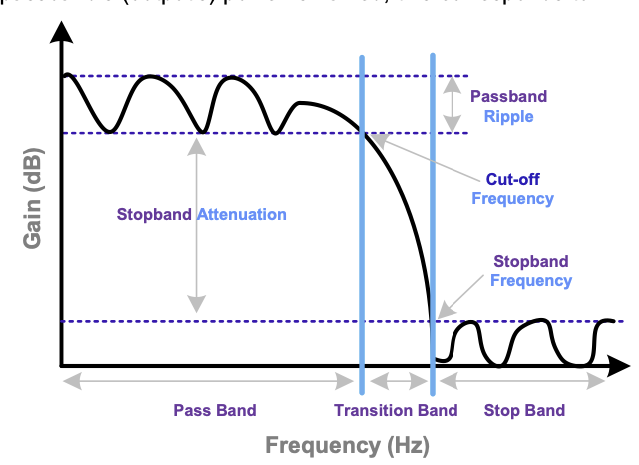 Passband
Ripple
Cut-off
Frequency
Stopband Attenuation
Stopband
Frequency
Gain (dB)
Pass Band
Transition Band
Stop Band
Frequency (Hz)